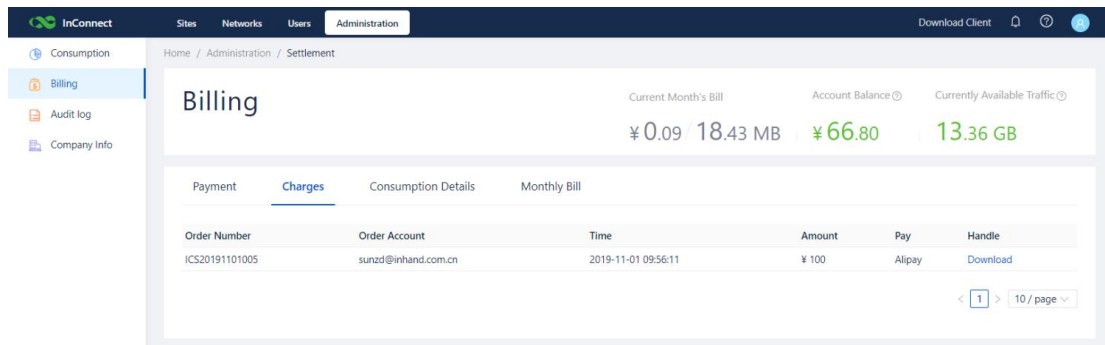 InConnect Sites Networks Users Administration Download Client
Consumption
Home / Administration / Settlement
Billing
Audit log
Company Info
Billing
Current Month's Bill Account Balance Currently Available Traffic
¥ 0.09 / 18.43 MB ¥ 66.80 13.36 GB
Payment Charges Consumption Details Monthly Bill
Order Number Order Account Time Amount Pay Handle
ICS20191101005 sunzd@inhand.com.cn 2019-11-01 09:56:11 ¥ 100 Alipay Download
< 1 > 10 / page